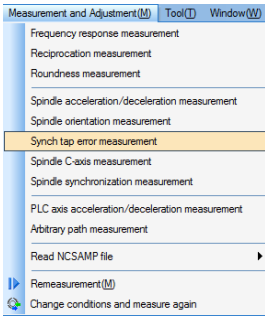 Measurement and Adjustment(M) Tool(T) Window(W)
Frequency response measurement
Reciprocation measurement
Roundness measurement
Spindle acceleration/deceleration measurement
Spindle orientation measurement
Synch tap error measurement
Spindle C-axis measurement
Spindle synchronization measurement
PLC axis acceleration/deceleration measurement
Arbitrary path measurement
Read NCSAMP file
Remeasurement(M)
Change conditions and measure again